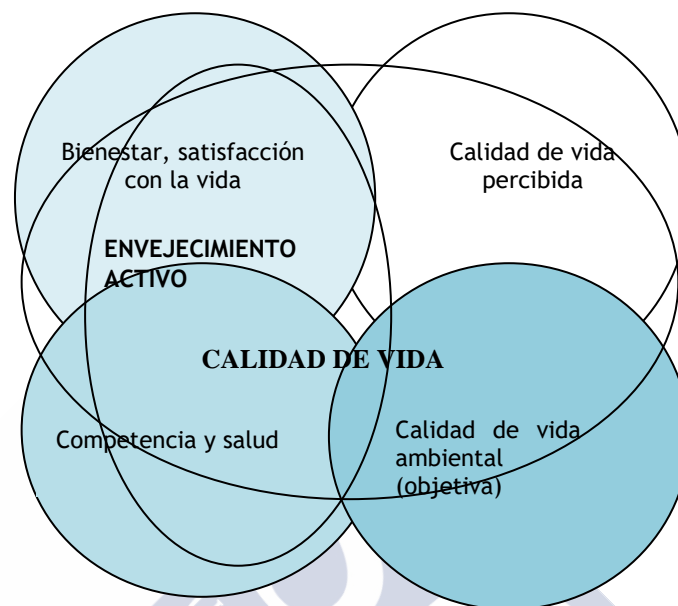 Bienestar, satisfacción
con la vida
Calidad de vida
percibida
ENVEJECIMIENTO
ACTIVO
CALIDAD DE VIDA
Competencia y salud
Calidad de vida
ambiental
(objetiva)